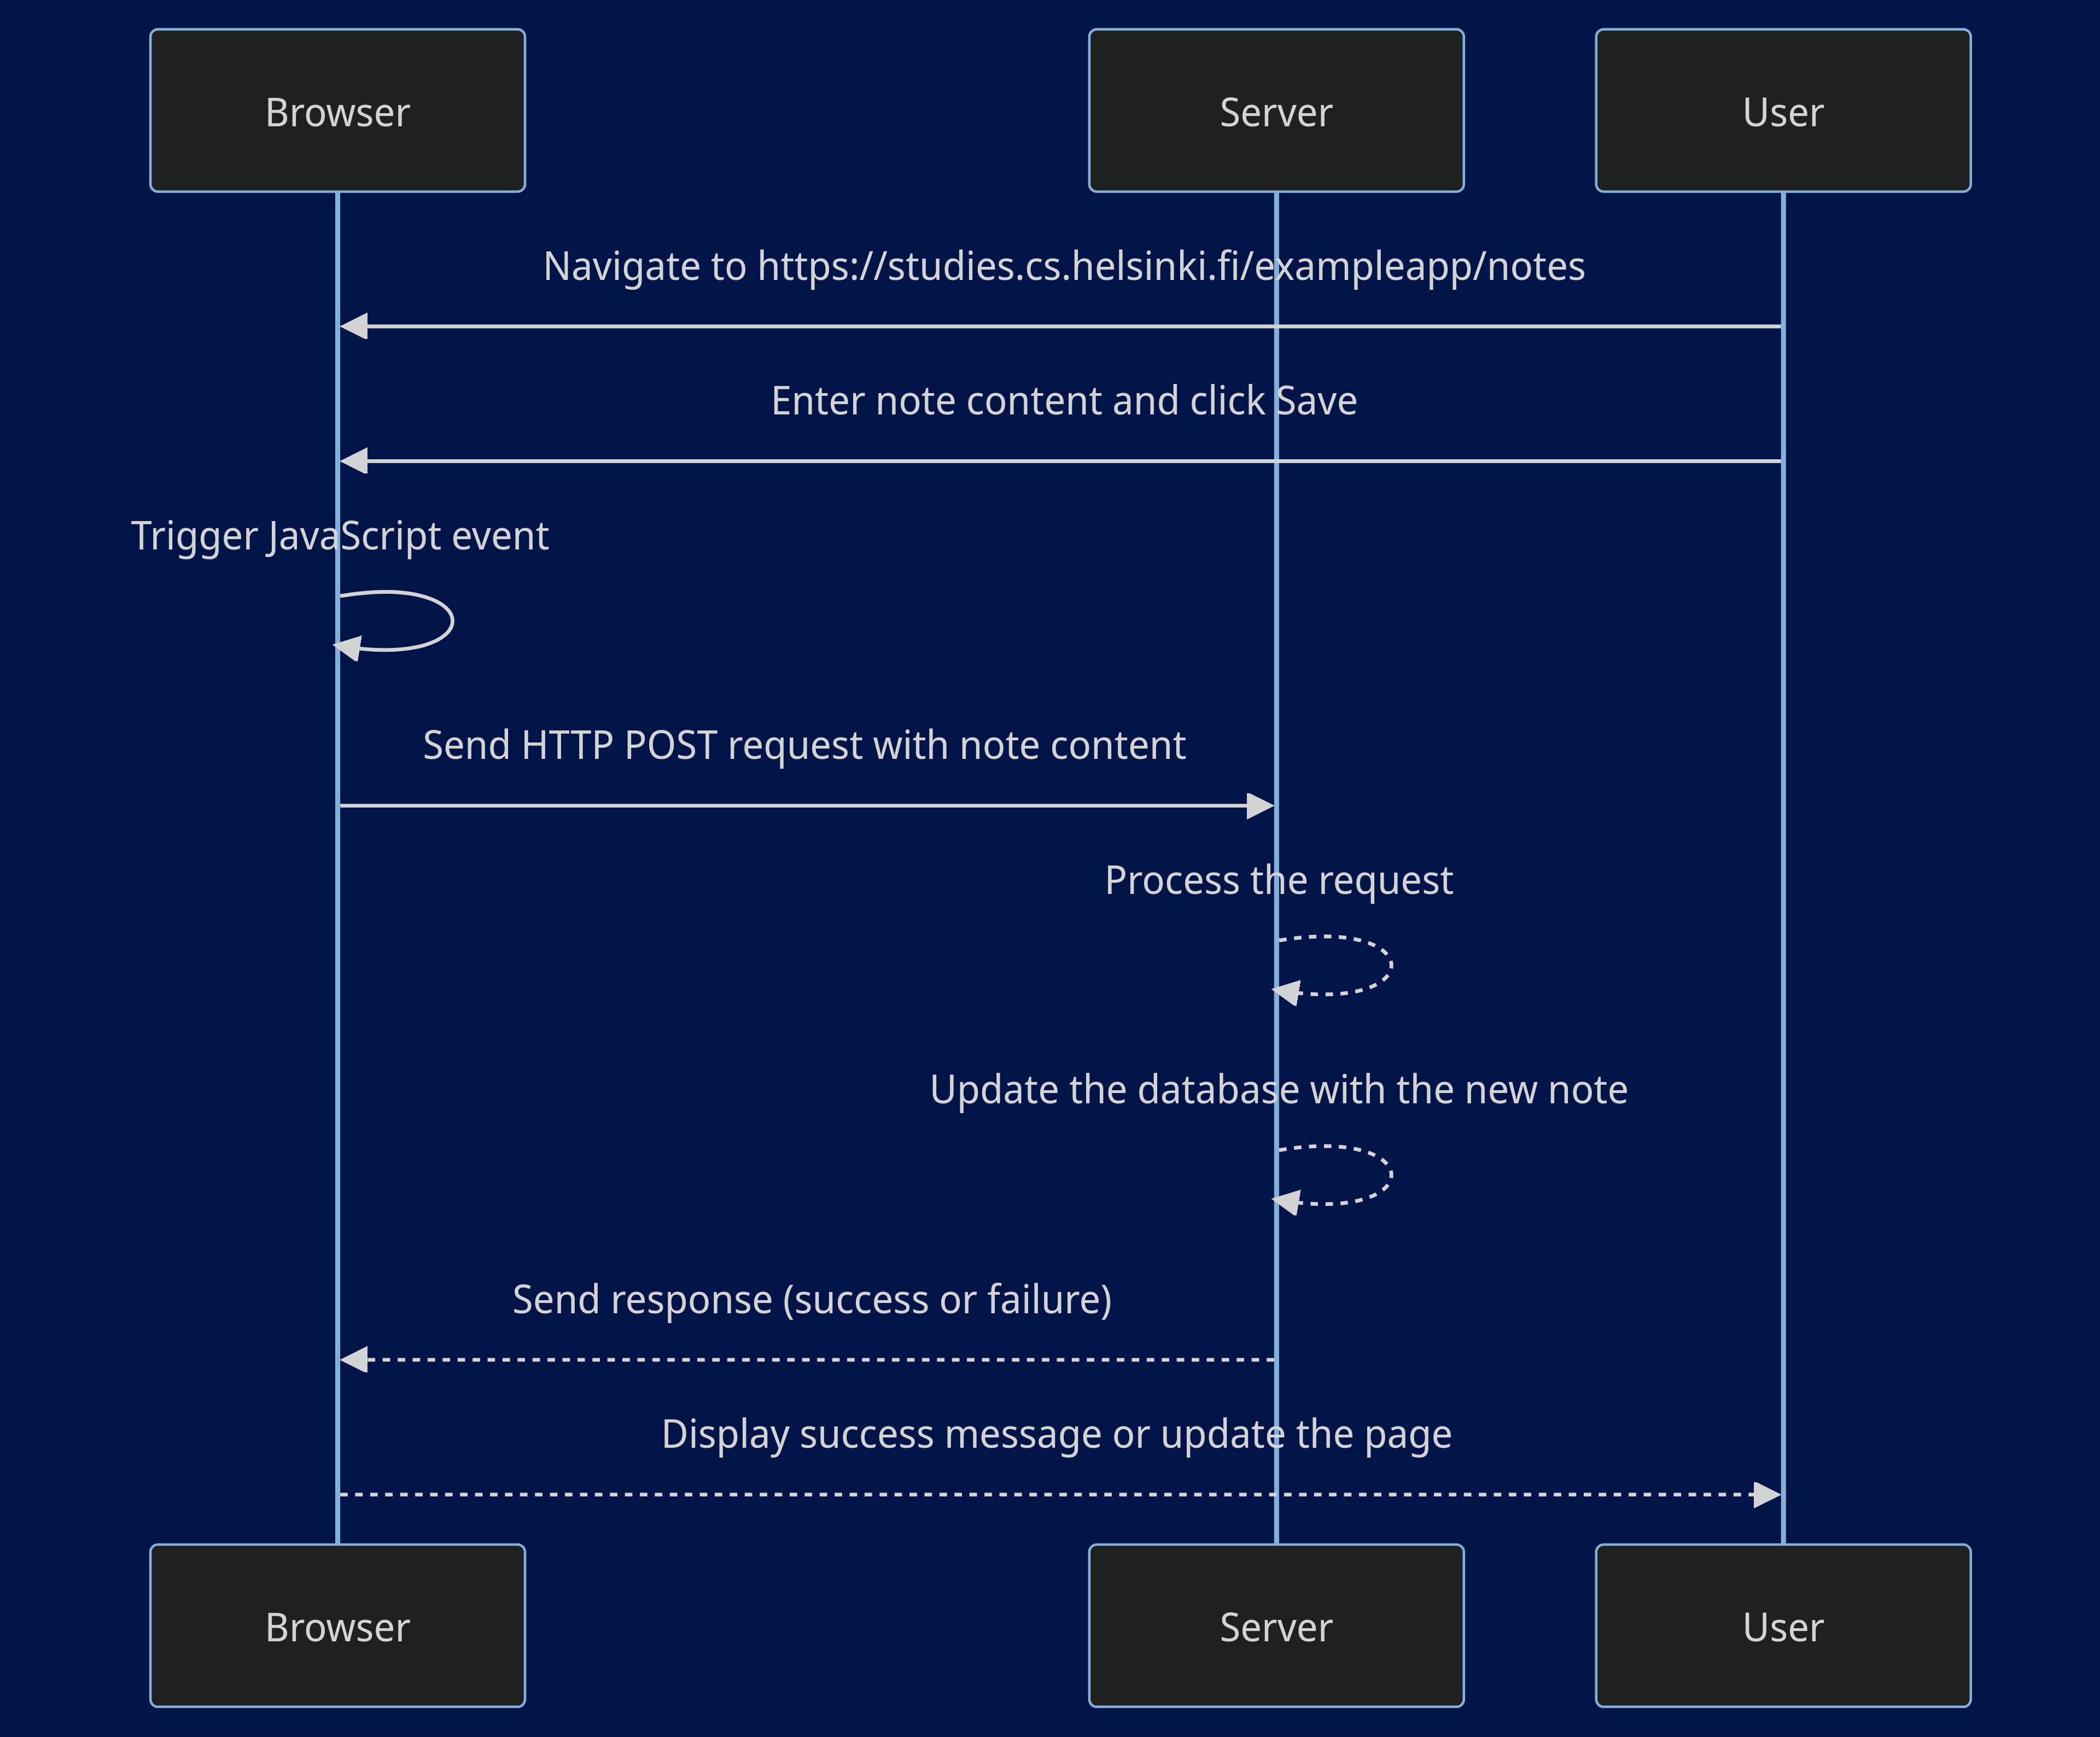 Browser
Server
User
Navigate to https://studies.cs.helsinki.fi/exampleapp/notes
Enter note content and click Save
Trigger JavaScript event
Send HTTP POST request with note content
Process the request
Update the database with the new note
Send response (success or failure)
Display success message or update the page
Browser
Server
User